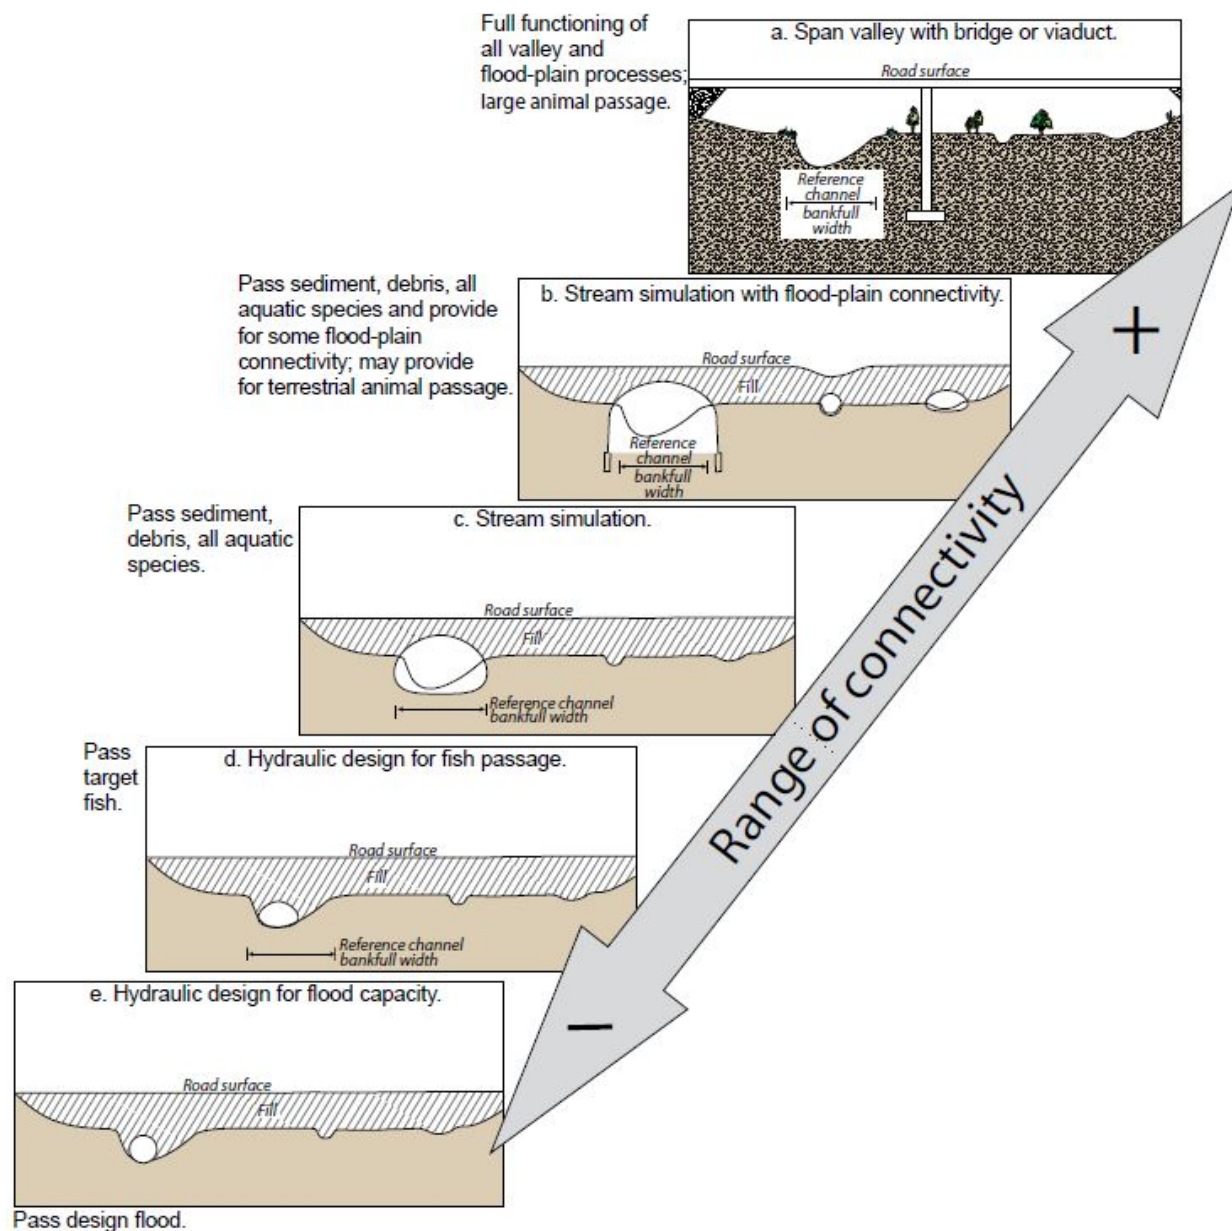 Full functioning of
all valley and
flood-plain processes;
large animal passage.
a. Span valley with bridge or viaduct.
Road surface
Reference
channel
bankfull
width
Pass sediment, debris, all
aquatic species and provide
for some flood-plain
connectivity; may provide
for terrestrial animal passage.
b. Stream simulation with flood-plain connectivity.
Road surface
Fill
Reference
channel
bankfull
width
Pass sediment,
debris, all aquatic
species.
c. Stream simulation.
Road surface
Fill
Reference channel
bankfull width
Pass
target
fish.
d. Hydraulic design for fish passage.
Road surface
Fill
Reference channel
bankfull width
e. Hydraulic design for flood capacity.
Road surface
Fill
Pass design flood.
+
Range of connectivity
–